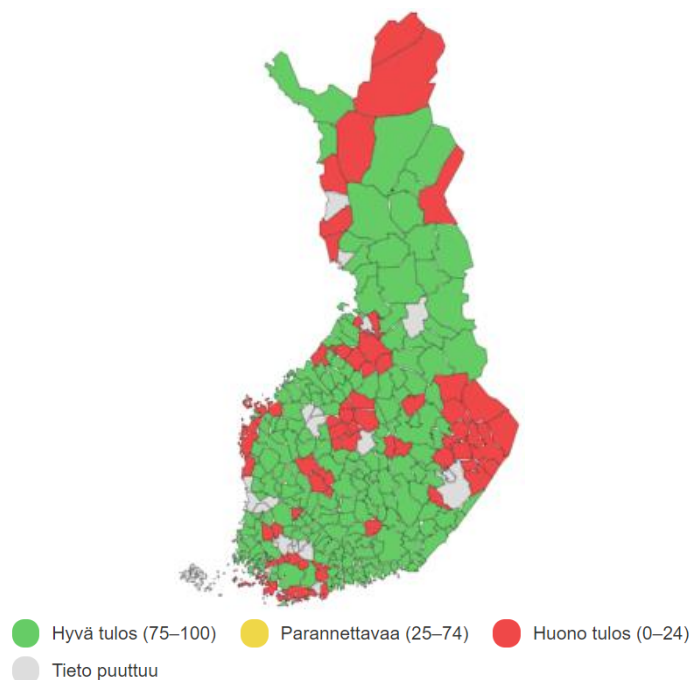 Hyvä tulos (75–100) Parannettavaa (25–74) Huono tulos (0–24)
Tieto puuttuu